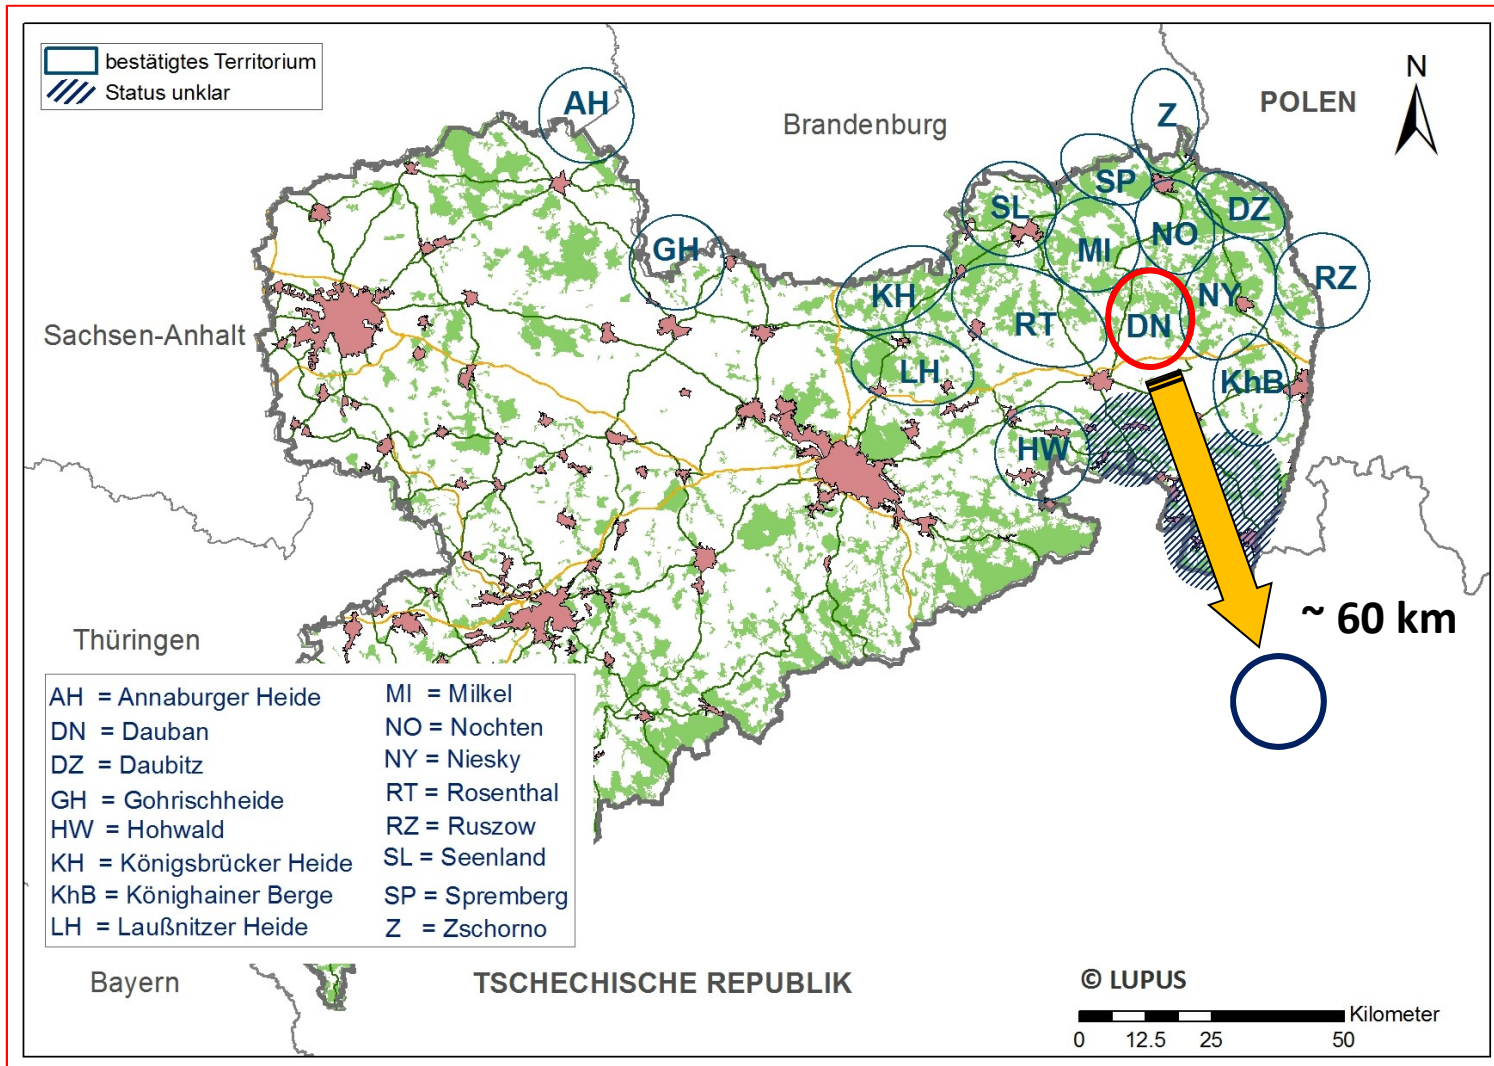 bestätigtes Territorium
Status unklar
N
POLEN
Brandenburg
AH
Z
SP
SL
DZ
NO
MI
GH
RZ
KH
NY
RT
DN
Sachsen-Anhalt
LH
KhB
HW
~ 60 km
Thüringen
AH = Annaburger Heide
DN = Dauban
DZ = Daubitz
GH = Gohrischheide
HW = Hohwald
KH = Königsbrücker Heide
KhB = Könighainer Berge
LH = Laußnitzer Heide
MI = Milkel
NO = Nochten
NY = Niesky
RT = Rosenthal
RZ = Ruszow
SL = Seenland
SP = Spremberg
Z = Zschorno
Bayern
TSCHECHISCHE REPUBLIK
© LUPUS
Kilometer
0 12.5 25 50